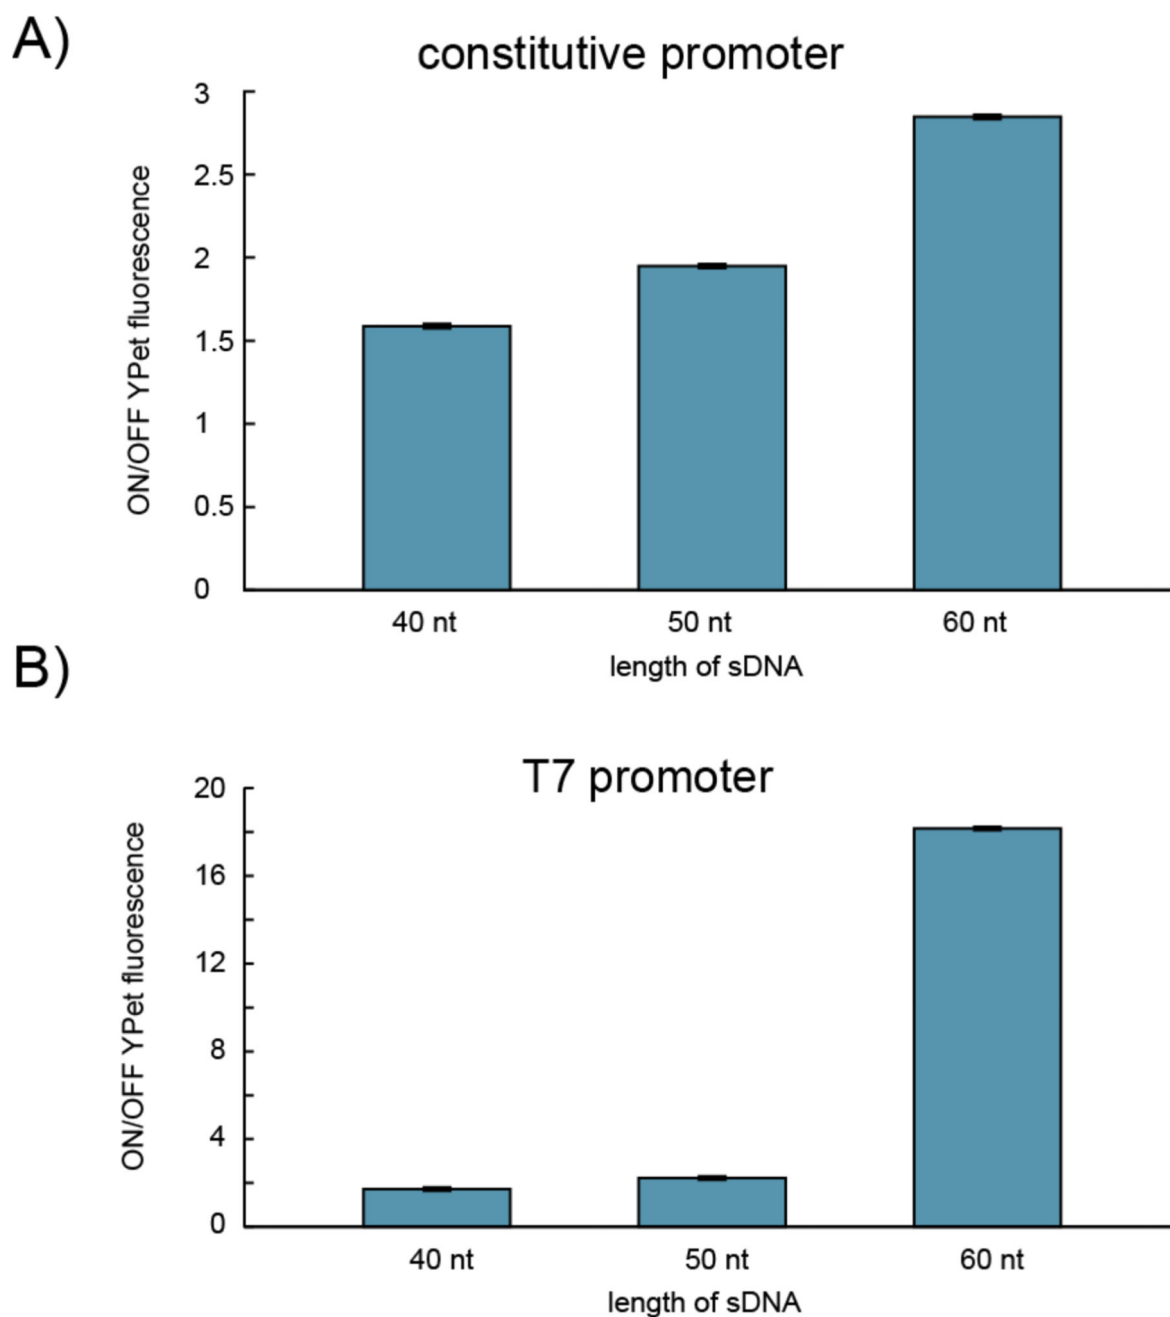 A)
constitutive promoter
ON/OFF YPet fluorescence
3
2.5
2
1.5
1
0.5
0
40 nt 50 nt 60 nt
length of sDNA
B)
T7 promoter
ON/OFF YPet fluorescence
20
16
12
8
4
0
40 nt 50 nt 60 nt
length of sDNA